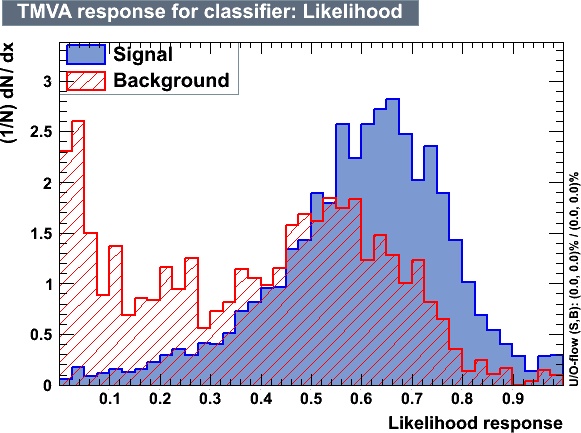 TMVA response for classifier: Likelihood
Signal
Background
(1/N) dN / dx
3
2.5
2
1.5
1
0.5
0
0.1 0.2 0.3 0.4 0.5 0.6 0.7 0.8 0.9
Likelihood response
U/O-flow (S,B): (0.0, 0.0)% / (0.0, 0.0)%